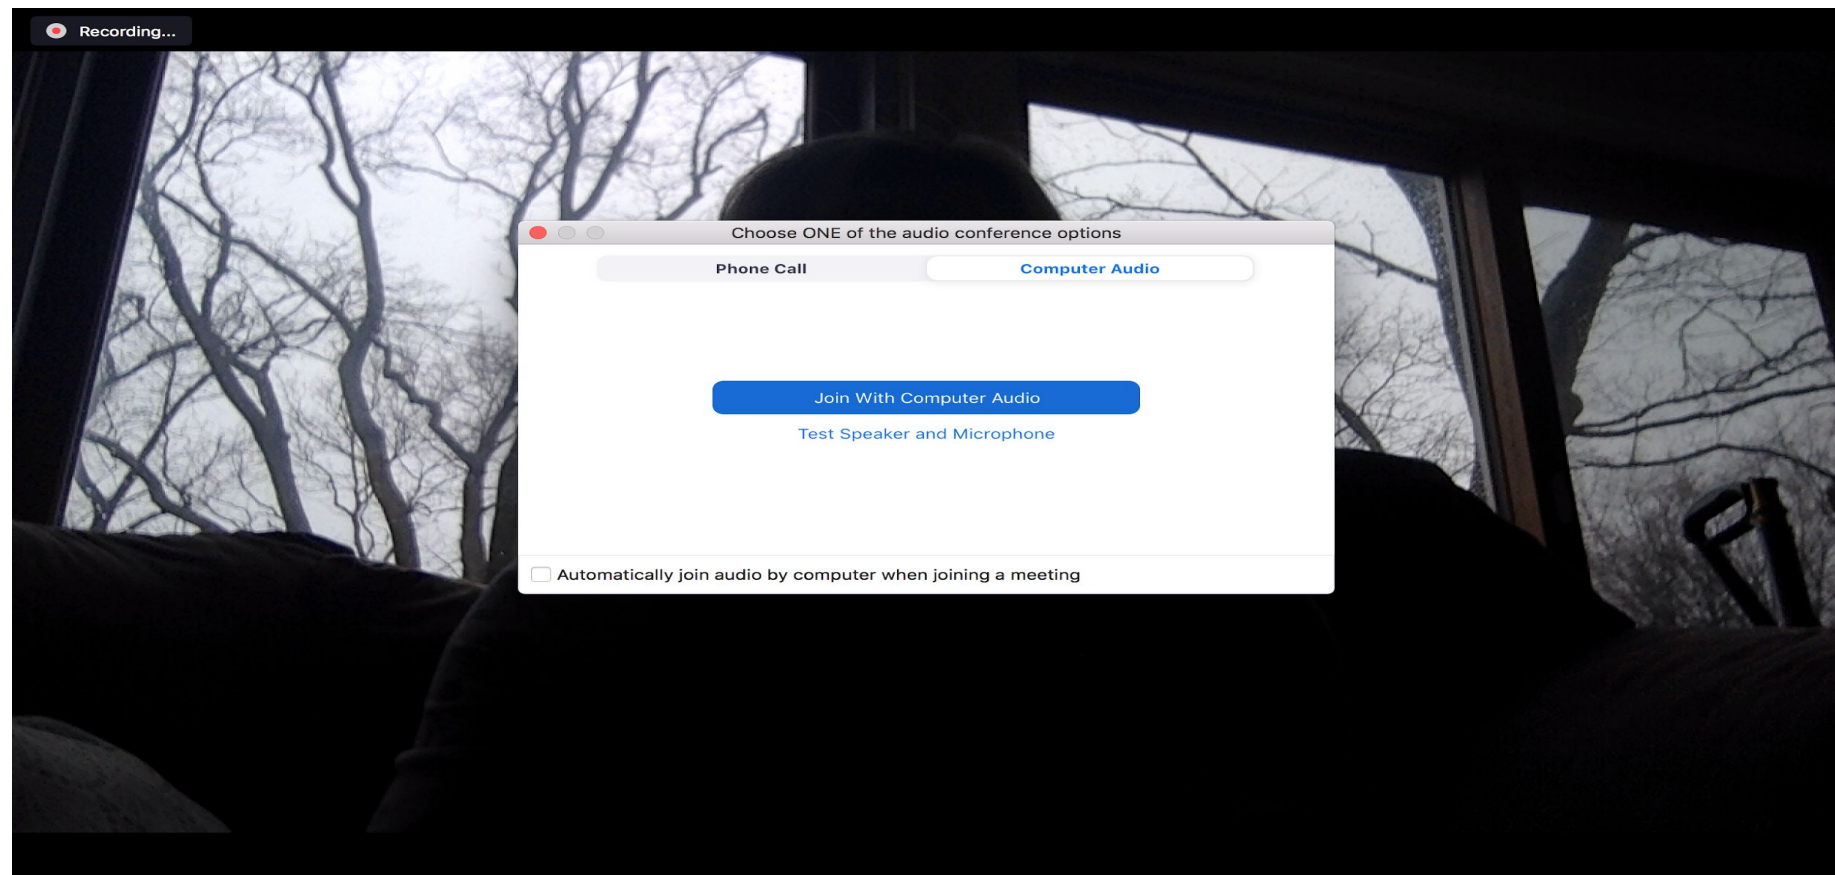 Recording...
Choose ONE of the audio conference options
Phone Call
Computer Audio
Join With Computer Audio
Test Speaker and Microphone
Automatically join audio by computer when joining a meeting